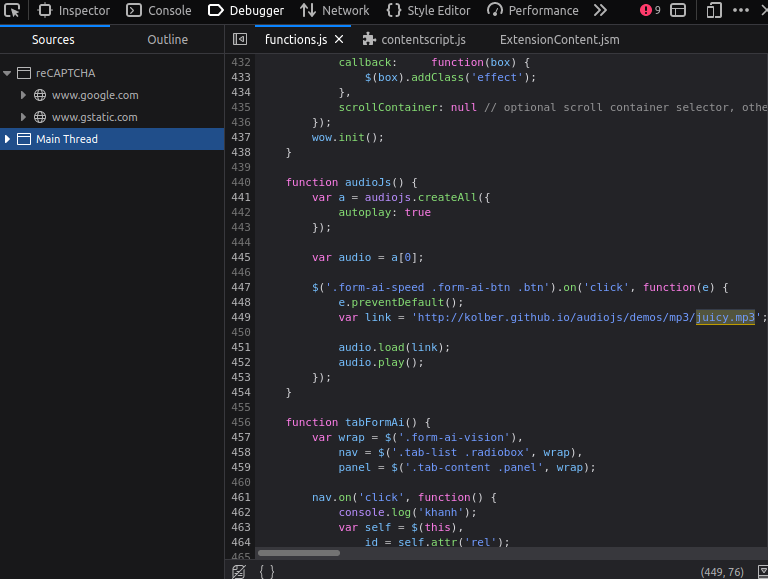 Inspector Console Debugger Network Style Editor Performance 9
Sources Outline functions.js contentscript.js ExtensionContent.jsm
reCAPTCHA
www.google.com
www.gstatic.com
Main Thread
432 callback: function(box) {
433 $(box).addClass('effect');
434 },
435 scrollContainer: null // optional scroll container selector, othe
436 });
437 wow.init();
438 }
439
440 function audioJs() {
441 var a = audiojs.createAll({
442 autoplay: true
443 });
444
445 var audio = a[0];
446
447 $('.form-ai-speed .form-ai-btn .btn').on('click', function(e) {
448 e.preventDefault();
449 var link = 'http://kolber.github.io/audiojs/demos/mp3/juicy.mp3';
450
451 audio.load(link);
452 audio.play();
453 });
454 }
455
456 function tabFormAi() {
457 var wrap = $('.form-ai-vision'),
458 nav = $('.tab-list .radiobox', wrap),
459 panel = $('.tab-content .panel', wrap);
460
461 nav.on('click', function() {
462 console.log('khanh');
463 var self = $(this),
464 id = self.attr('rel');
465
{ } (449, 76)